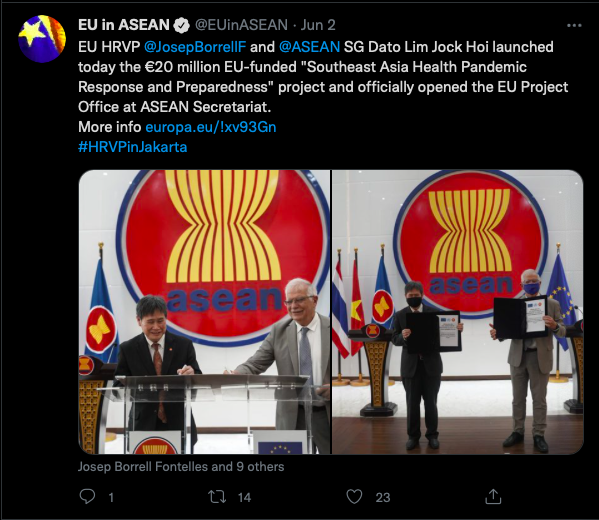 EU in ASEAN @EUinASEAN · Jun 2
EU HRVP @JosepBorrellF and @ASEAN SG Dato Lim Jock Hoi launched
today the €20 million EU-funded "Southeast Asia Health Pandemic
Response and Preparedness" project and officially opened the EU Project
Office at ASEAN Secretariat.
More info europa.eu/!xv93Gn
#HRVPinJakarta
asean
asean
Josep Borrell Fontelles and 9 others
1 14 23